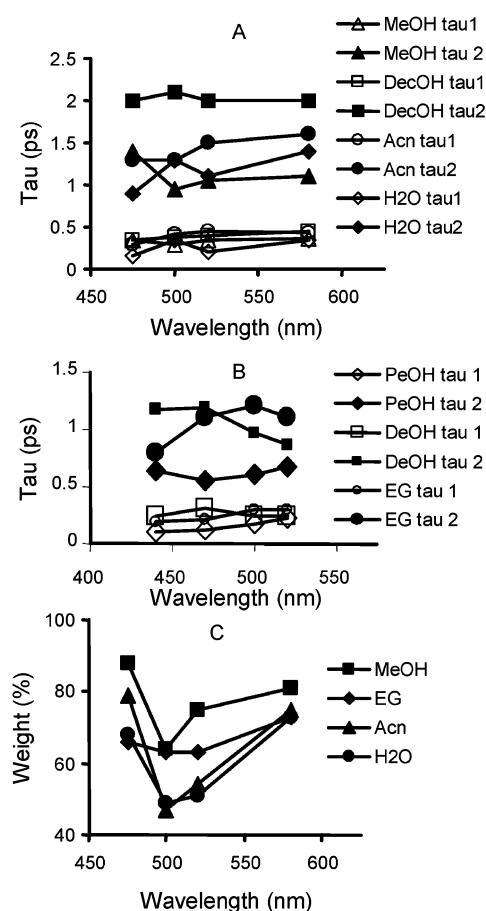 A
2.5
2
1.5
1
0.5
0
450 500 550 600
Tau (ps)
Wavelength (nm)
MeOH tau1
MeOH tau 2
DecOH tau1
DecOH tau2
Acn tau1
Acn tau2
H2O tau1
H2O tau2
B
1.5
1
0.5
0
400 450 500 550
Tau (ps)
Wavelength (nm)
PeOH tau 1
PeOH tau 2
DeOH tau 1
DeOH tau 2
EG tau 1
EG tau 2
C
100
80
60
40
450 500 550 600
Weight (%)
Wavelength (nm)
MeOH
EG
Acn
H2O